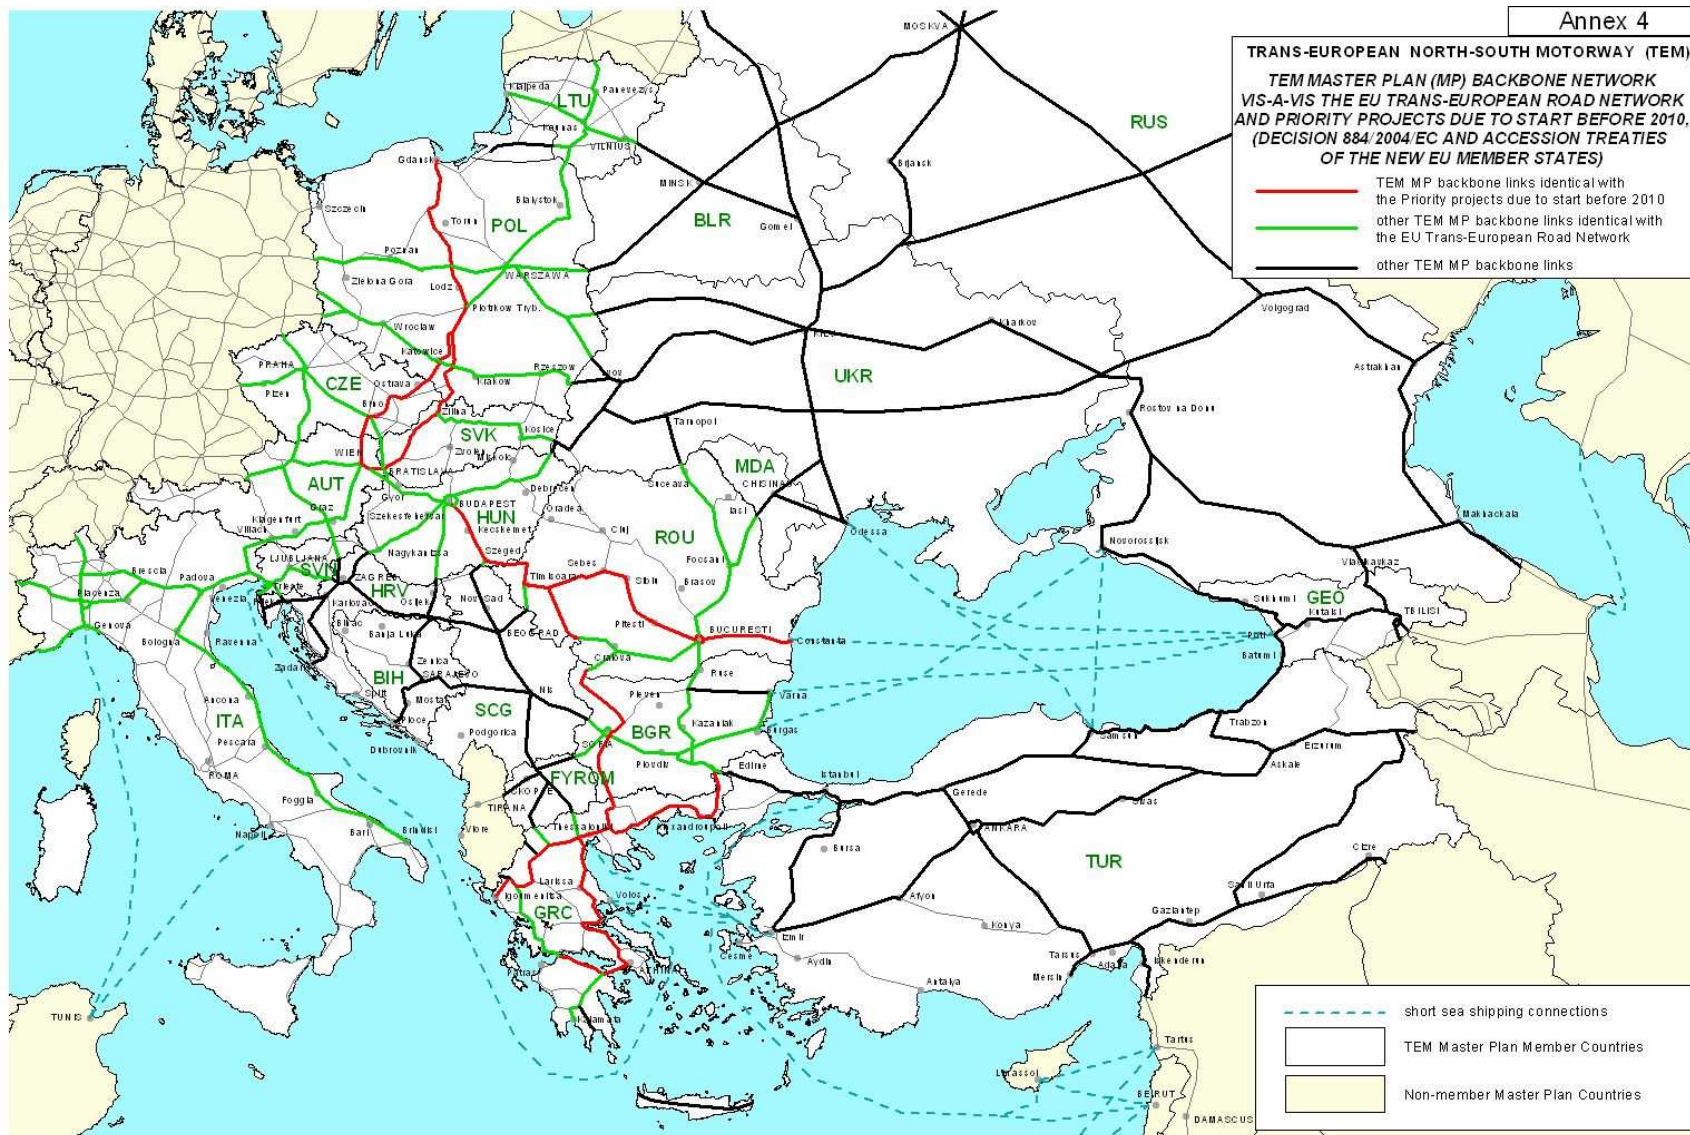 Annex 4
TRANS-EUROPEAN NORTH-SOUTH MOTORWAY (TEM)
TEM MASTER PLAN (MP) BACKBONE NETWORK
VIS-A-VIS THE EU TRANS-EUROPEAN ROAD NETWORK
AND PRIORITY PROJECTS DUE TO START BEFORE 2010.
(DECISION 884/2004/EC AND ACCESSION TREATIES
OF THE NEW EU MEMBER STATES)
TEM MP backbone links identical with
the Priority projects due to start before 2010
other TEM MP backbone links identical with
the EU Trans-European Road Network
other TEM MP backbone links
MOSKVA
RUS
Klajpeda
Panevezys
LTU
Kaunas
VILNIUS
Brjansk
Gdansk
MINSK
Szczecin
Bialystok
Torun
POL
BLR
Gomel
Poznan
WARSZAWA
Zielona Gora
Lodz
Piotrkow Tryb.
Volgograd
Wroclaw
KIEV
Kharkov
Katowice
PRAHA
Rzeszow
Lvov
Astrakhan
CZE
Ostrava
Krakow
UKR
Plzen
Brno
Zilina
Tarnopol
Rostov na Donu
SVK
Kosice
WIEN
Zvolen
Miskolc
MDA
BRATISLAVA
AUT
Gyor
Debrecen
Suceava
CHISINAU
Graz
BUDAPEST
Oradea
Iasi
Makhackala
Klagenfurt
Villach
Szekesfehervar
HUN
Kecskemet
Cluj
ROU
Odessa
Novorossijsk
LJUBLJANA
Nagykanizsa
Szeged
Focsani
Vladikavkaz
Brescia
Padova
SVN
ZAGREB
Timisoara
Sebes
Sibiu
Brasov
GEO
Piacenza
Venezia
Trieste
HRV
Osijek
Novi Sad
Sukhumi
Kutaisi
TBILISI
Genova
Karlovac
Bihac
Banja Luka
BEOGRAD
Pitesti
BUCURESTI
Constanta
Poti
Bologna
Ravenna
Batumi
Zadar
Zenica
Craiova
BIH
SARAJEVO
Ruse
Split
Mostar
Nis
Pleven
Varna
Ancona
ITA
Ploce
SCG
Kazanlak
BGR
Burgas
Trabzon
Pescara
Podgorica
SOFIA
Samsun
Dubrovnik
Plovdiv
Erzurum
ROMA
FYROM
Edirne
Askale
Istanbul
SKOPJE
Foggia
TIRANA
Gerede
Sivas
Napoli
Bari
Brindisi
Vlore
Thessaloniki
Alexandroupoli
ANKARA
Bursa
TUR
Cizre
Larissa
Igoumenitsa
Volos
Afyon
Sanli Urfa
GRC
Gaziantep
Izmir
Konya
Cesme
Patras
ATHINA
Aydin
Tarsus
Adana
Iskenderun
Mersin
Antalya
TUNIS
Kalamata
Tartus
Limassol
BEIRUT
DAMASCUS
short sea shipping connections
TEM Master Plan Member Countries
Non-member Master Plan Countries